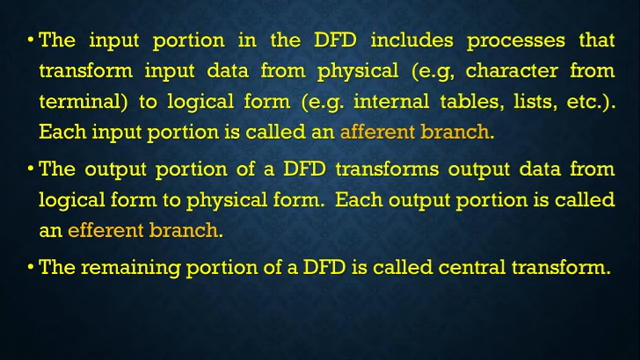 • The input portion in the DFD includes processes that
transform input data from physical (e.g, character from
terminal) to logical form (e.g. internal tables, lists, etc.).
Each input portion is called an afferent branch.
• The output portion of a DFD transforms output data from
logical form to physical form. Each output portion is called
an efferent branch.
• The remaining portion of a DFD is called central transform.